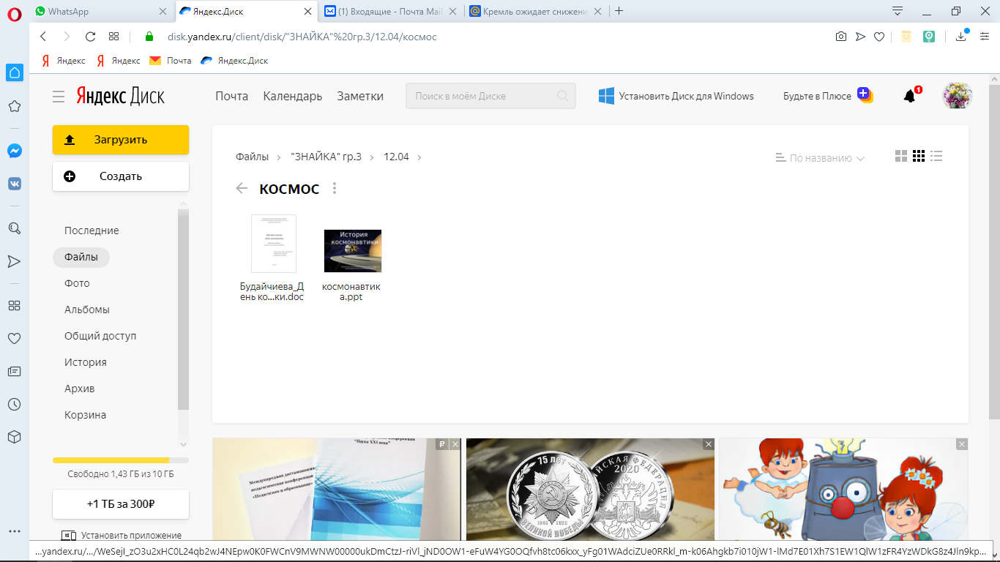 WhatsApp
Яндекс.Диск
(1) Входящие - Почта Mai
Кремль ожидает снижени
disk.yandex.ru/client/disk/"ЗНАЙКА"%20гр.3/12.04/космос
Яндекс
Яндекс
Почта
Яндекс.Диск
Яндекс Диск
Почта
Календарь
Заметки
Поиск в моём Диске
Установить Диск для Windows
Будьте в Плюсе
1
Загрузить
Создать
Последние
Файлы
Фото
Альбомы
Общий доступ
История
Архив
Корзина
Свободно 1,43 ГБ из 10 ГБ
+1 ТБ за 300₽
Установить приложение
Файлы > "ЗНАЙКА" гр.3 > 12.04 >
По названию
космос
История
космонавтики
Будайчиева_Д
ень ко...ки.doc
космонавтик
а.ppt
"Наука XXI века"
Международная дистанционная
педагогическая конференция
«Педагогика и образование»
75 лет
1945 2020
ВЕЛИКОЙ ПОБЕДЫ
ФЕДЕРАЦИЯ
2020
...yandex.ru/.../WeSejI_zO3u2xHC0L24qb2wJ4NEpw0K0FWCnV9MWNW00000ukDmCtzJ-riVl_jND0OW1-eFuW4YG0OQfvh8tc06kxx_yFg01WAdciZUe0RRkl_m-k06Ahgkb7i010jW1-lMd7E01Xh7S1EW1QlW1zFR4YzWDkG8z4Jln9kp...